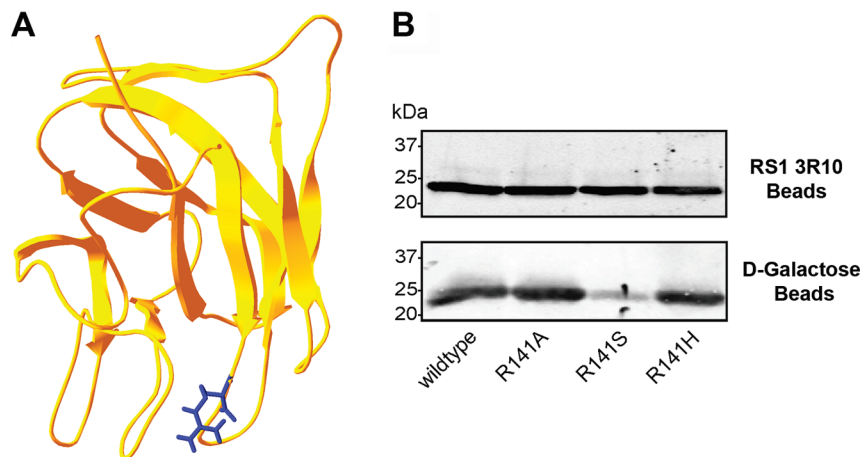 A
B
kDa
37
25
20
RS1 3R10
Beads
37
25
20
D-Galactose
Beads
wildtype
R141A
R141S
R141H